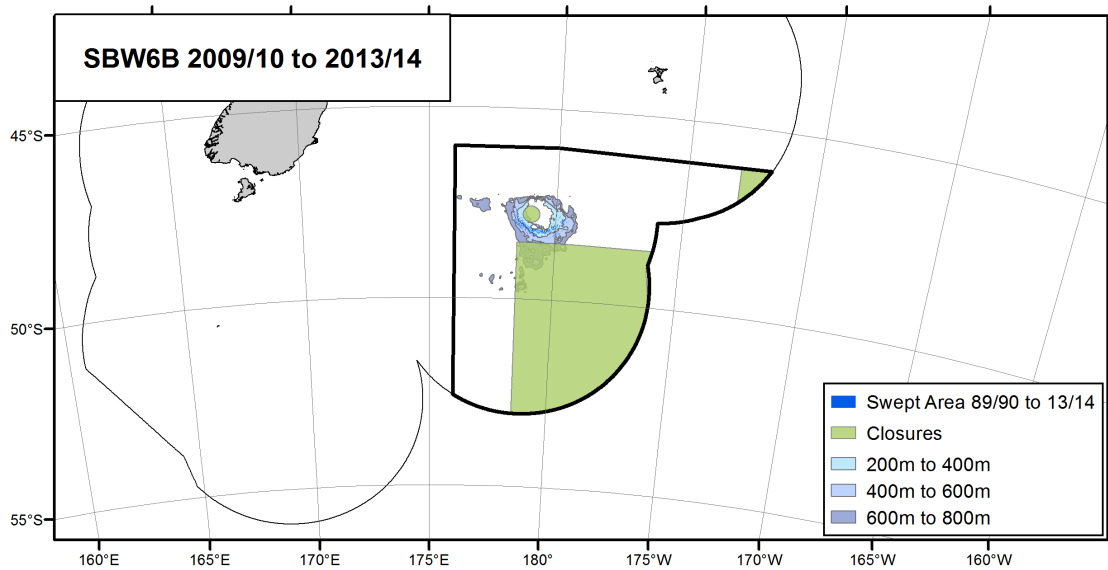 SBW6B 2009/10 to 2013/14
45°S
50°S
55°S
Swept Area 89/90 to 13/14
Closures
200m to 400m
400m to 600m
600m to 800m
160°E
165°E
170°E
175°E
180°
175°W
170°W
165°W
160°W